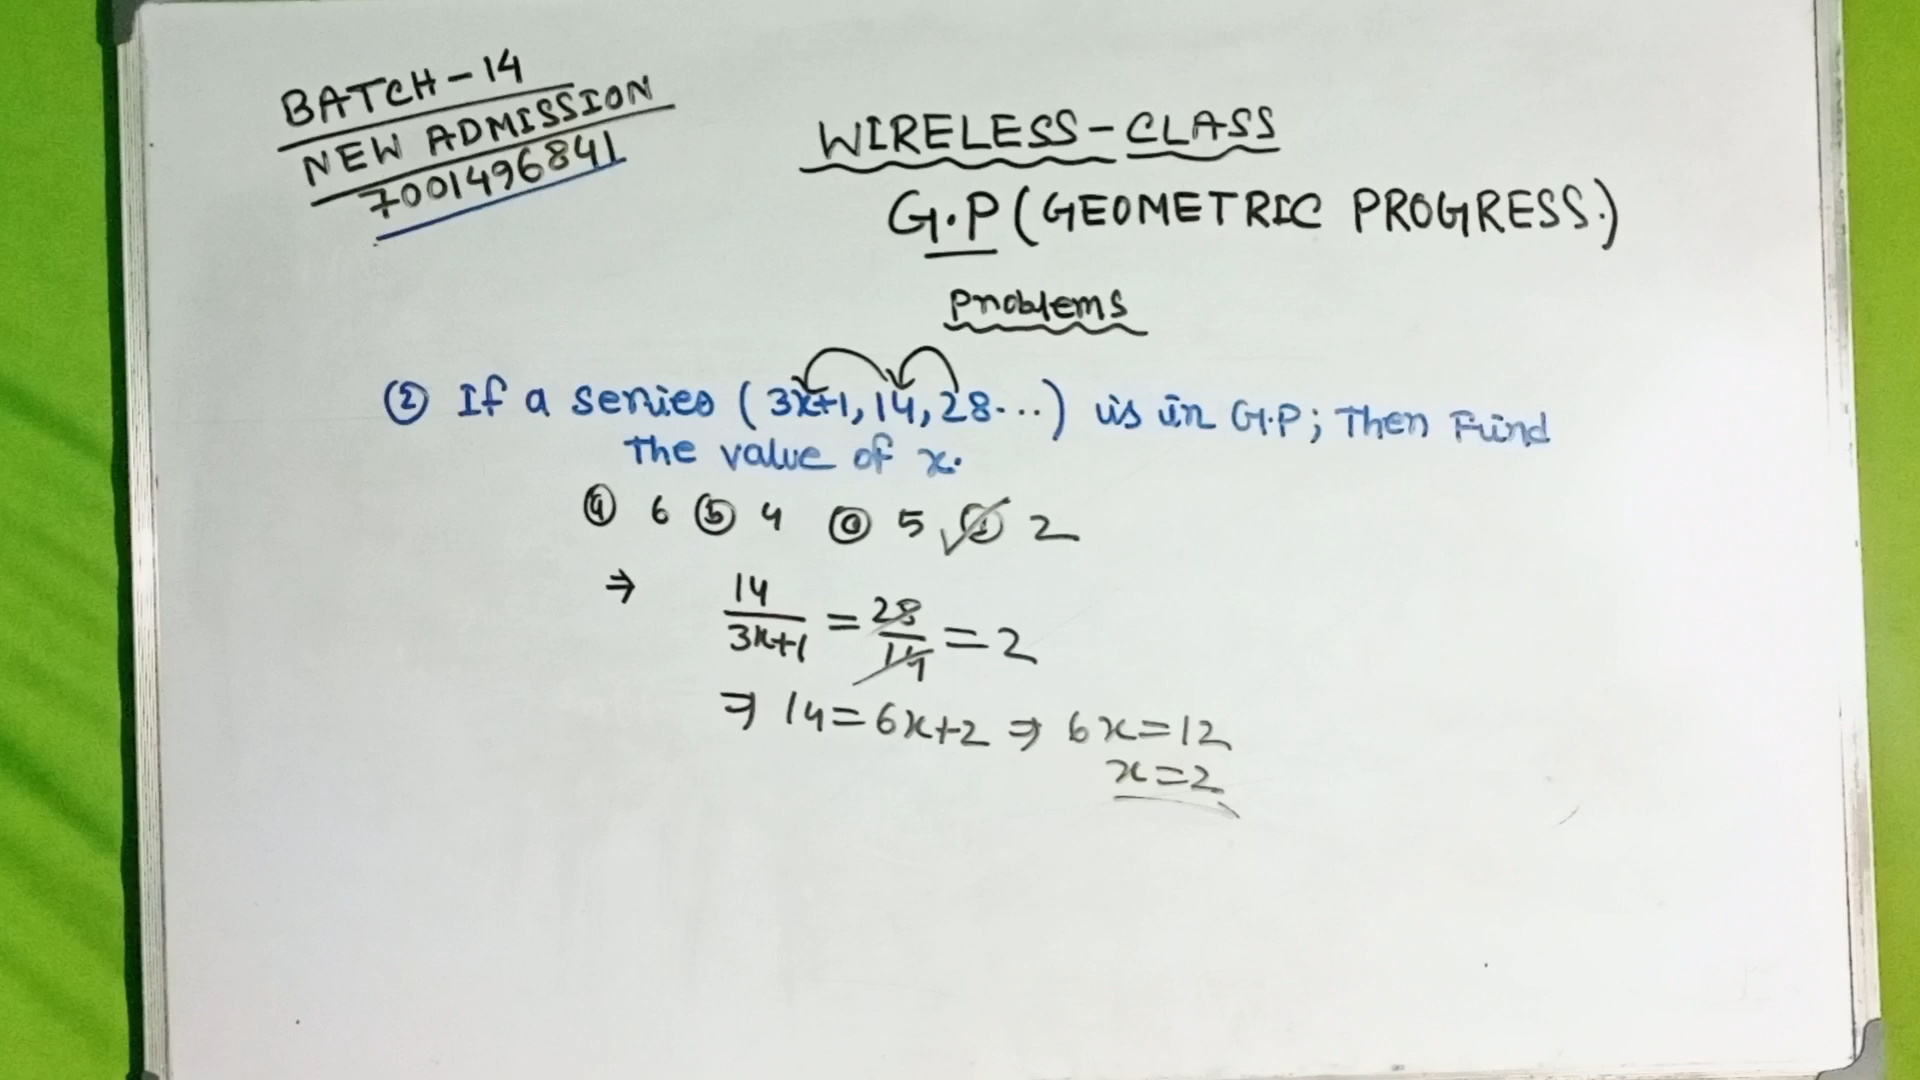 BATCH-14
NEW ADMISSION
7001496841
WIRELESS-CLASS
G.P (GEOMETRIC PROGRESS.)
Problems
② If a series (3x+1, 14, 28...) is in G.P; Then Find
The value of x.
ⓐ 6 ⓑ 4 ⓒ 5 ✓ⓓ 2
⇒ 14/3x+1 = 28/14 = 2
⇒ 14=6x+2 ⇒ 6x=12
x=2